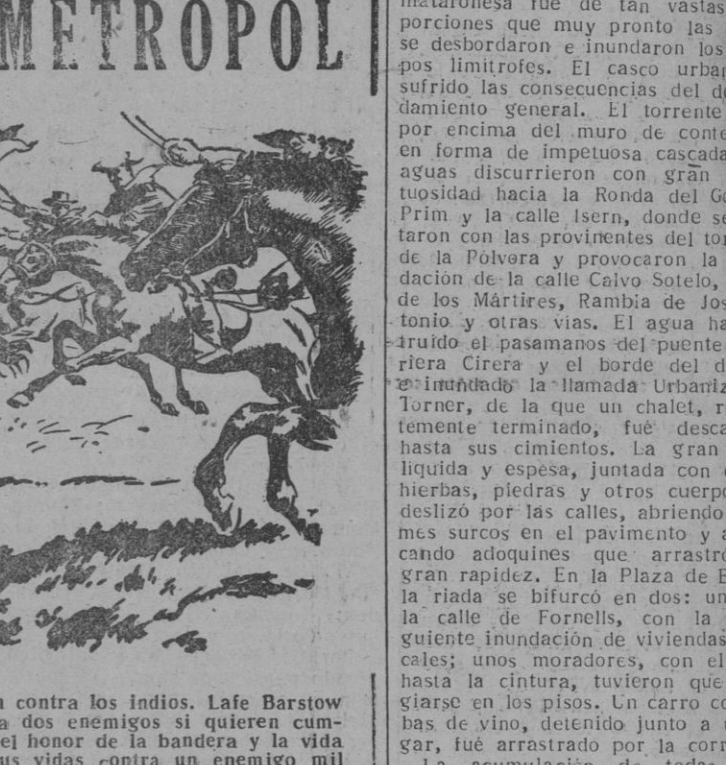 METROPOL
contra los indios. Lafe Barstow
a dos enemigos si quieren cum-
el honor de la bandera y la vida
sus vidas contra un enemigo mil
mataronesa fue de tan vastas
porciones que muy pronto las
se desbordaron e inundaron los
pos limítrofes. El casco urba
sufrido las consecuencias del de
damiento general. El torrente
por encima del muro de conte
en forma de impetuosa cascada
aguas discurrieron con gran
tuosidad hacia la Ronda del Ge
Prim y la calle Isern, donde se
taron con las provinentes del tor
de la Pólvora y provocaron la
dación de la calle Calvo Sotelo,
de los Mártires, Rambla de Jos
tonio y otras vías. El agua ha
truído el pasamanos del puente
riera Cirera y el borde del d
e inundado la llamada Urbaniz
Torner, de la que un chalet, r
temente terminado, fué desca
hasta sus cimientos. La gran
líquida y espesa, juntada con
hierbas, piedras y otros cuerpo
deslizó por las calles, abriendo
mes surcos en el pavimento y a
cando adoquines que arrastró
gran rapidez. En la Plaza de E
la riada se bifurcó en dos: un
la calle de Fornells, con la
guiente inundación de viviendas
cales; unos moradores, con el
hasta la cintura, tuvieron que
giarse en los pisos. Un carro co
bas de vino, detenido junto a
gar, fué arrastrado por la corr
La acumulación de todas